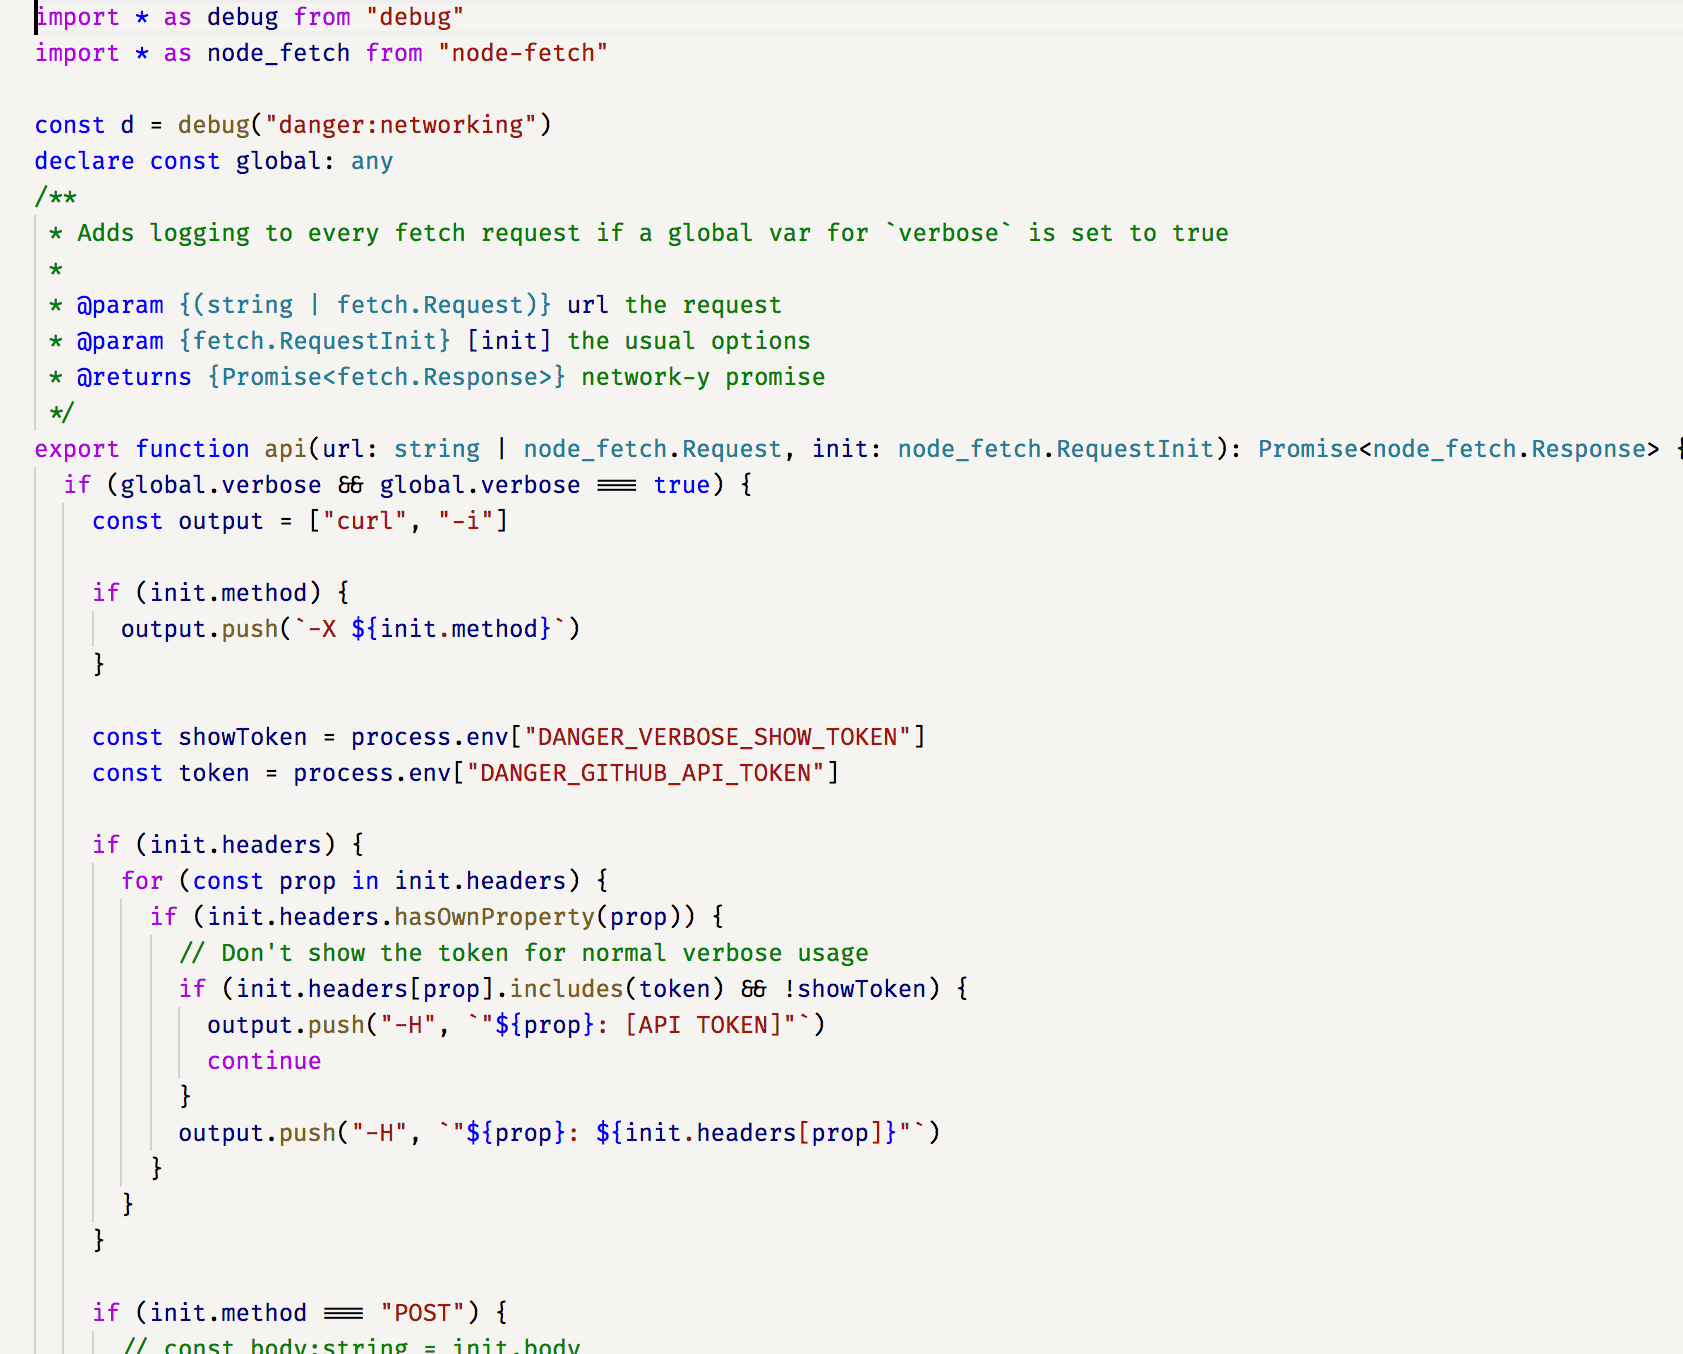 import * as debug from "debug"
import * as node_fetch from "node-fetch"

const d = debug("danger:networking")
declare const global: any
/**
 * Adds logging to every fetch request if a global var for `verbose` is set to true
 *
 * @param {(string | fetch.Request)} url the request
 * @param {fetch.RequestInit} [init] the usual options
 * @returns {Promise<fetch.Response>} network-y promise
 */
export function api(url: string | node_fetch.Request, init: node_fetch.RequestInit): Promise<node_fetch.Response> {
  if (global.verbose && global.verbose === true) {
    const output = ["curl", "-i"]

    if (init.method) {
      output.push(`-X ${init.method}`)
    }

    const showToken = process.env["DANGER_VERBOSE_SHOW_TOKEN"]
    const token = process.env["DANGER_GITHUB_API_TOKEN"]

    if (init.headers) {
      for (const prop in init.headers) {
        if (init.headers.hasOwnProperty(prop)) {
          // Don't show the token for normal verbose usage
          if (init.headers[prop].includes(token) && !showToken) {
            output.push("-H", `"${prop}: [API TOKEN]"`)
            continue
          }
          output.push("-H", `"${prop}: ${init.headers[prop]}"`)
        }
      }
    }

    if (init.method === "POST") {
      // const body:string = init.body